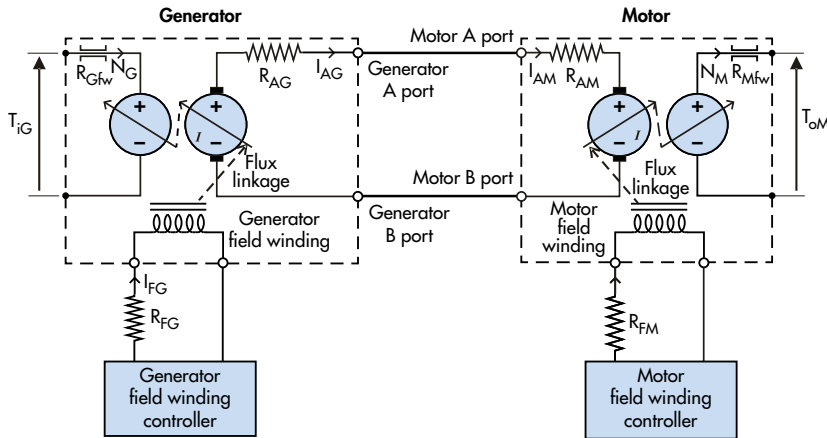 Generator
Motor
Motor A port
R_Gfw
N_G
R_AG
I_AG
Generator
A port
I_AM
R_AM
N_M
R_Mfw
T_iG
+
+
I
−
−
+
+
I
−
−
T_oM
Flux
linkage
Flux
linkage
Motor B port
Generator
B port
Generator
field winding
Motor
field
winding
I_FG
R_FG
I_FM
R_FM
Generator
field winding
controller
Motor
field winding
controller